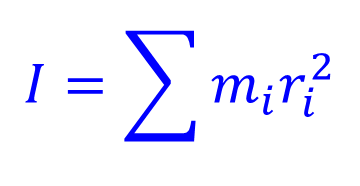 I = ∑ mᵢrᵢ²